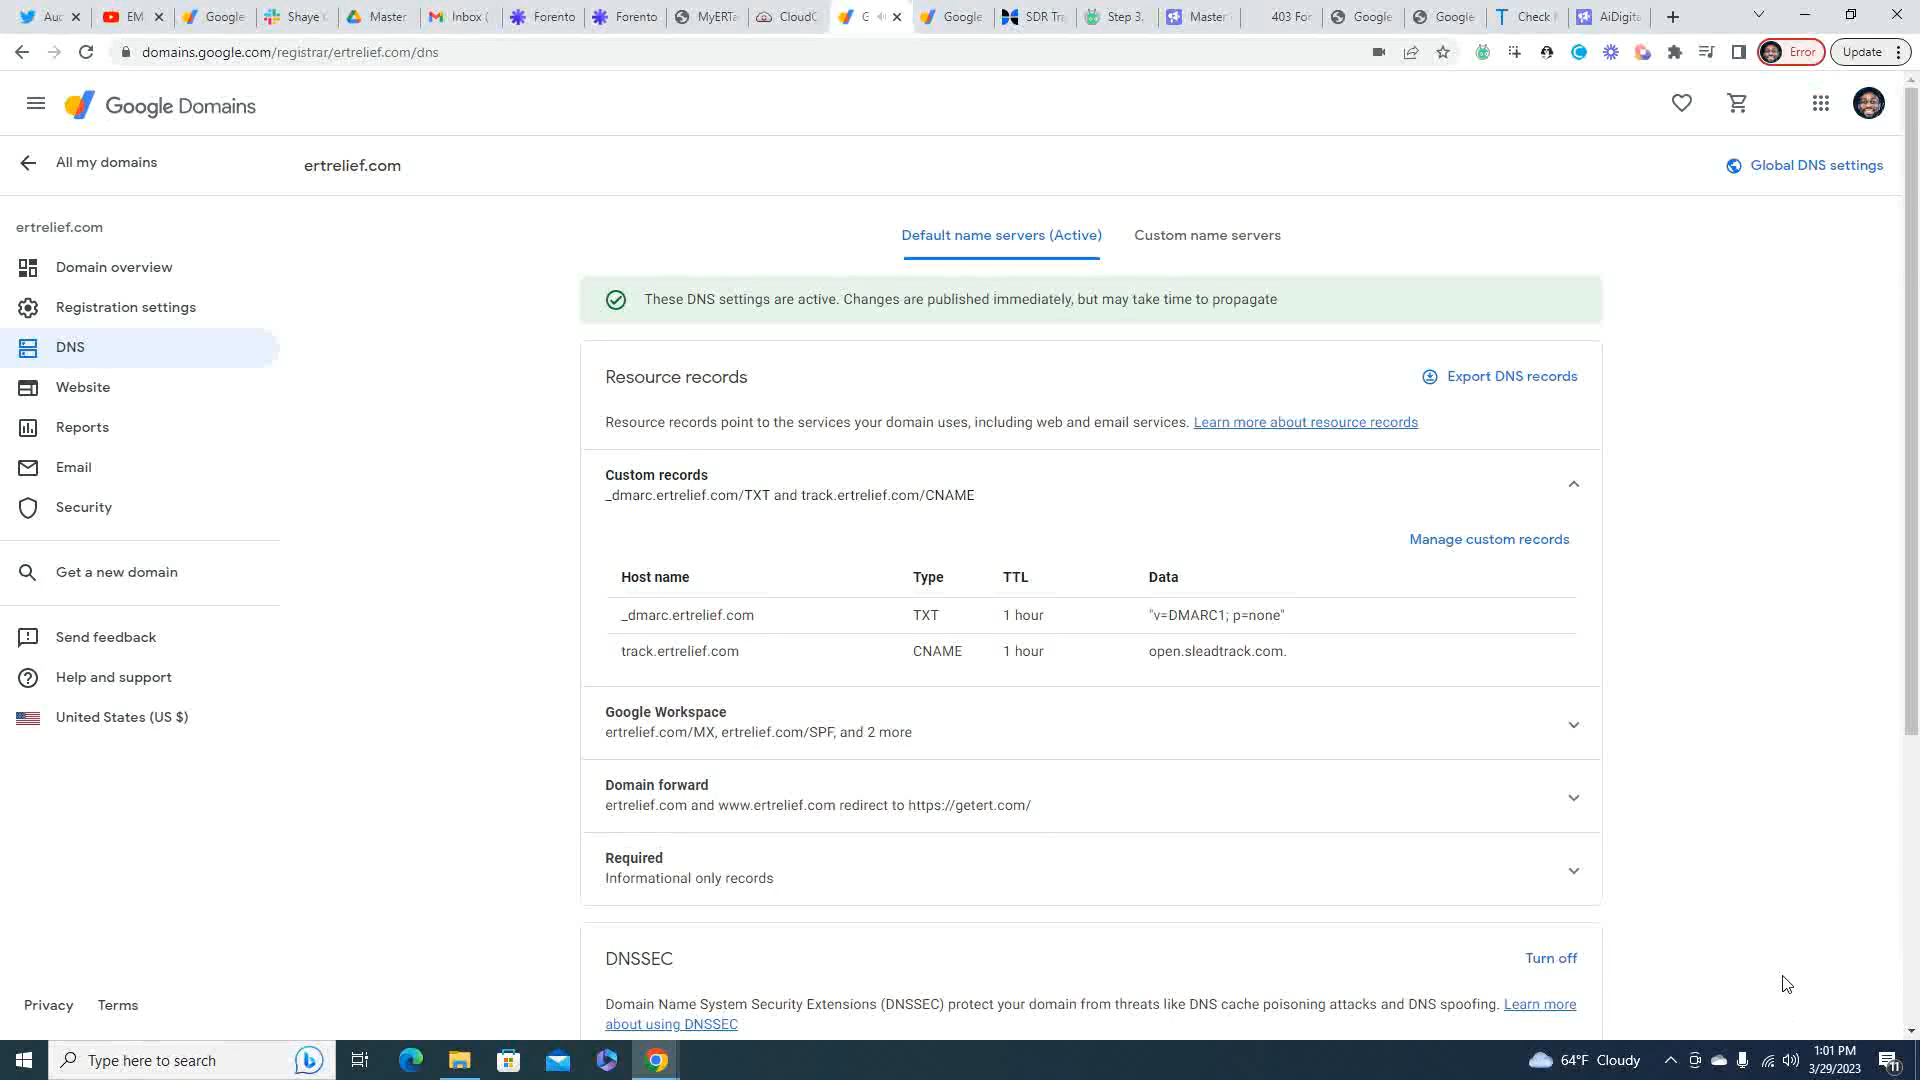 Auc
EM
Google
Shaye
Master
Inbox (
Forento
Forento
MyERTa
CloudC
G
Google
SDR Tra
Step 3.
Master
403 For
Google
Google
Check
AiDigita
domains.google.com/registrar/ertrelief.com/dns
Error
Update
Google Domains
All my domains
ertrelief.com
Global DNS settings
ertrelief.com
Domain overview
Registration settings
DNS
Website
Reports
Email
Security
Get a new domain
Send feedback
Help and support
United States (US $)
Privacy Terms
Default name servers (Active)
Custom name servers
These DNS settings are active. Changes are published immediately, but may take time to propagate
Resource records
Export DNS records
Resource records point to the services your domain uses, including web and email services. Learn more about resource records
Custom records
_dmarc.ertrelief.com/TXT and track.ertrelief.com/CNAME
Manage custom records
Host name Type TTL Data
_dmarc.ertrelief.com TXT 1 hour "v=DMARC1; p=none"
track.ertrelief.com CNAME 1 hour open.sleadtrack.com.
Google Workspace
ertrelief.com/MX, ertrelief.com/SPF, and 2 more
Domain forward
ertrelief.com and www.ertrelief.com redirect to https://getert.com/
Required
Informational only records
DNSSEC
Turn off
Domain Name System Security Extensions (DNSSEC) protect your domain from threats like DNS cache poisoning attacks and DNS spoofing. Learn more
about using DNSSEC
Type here to search
64°F Cloudy
1:01 PM
3/29/2023
11